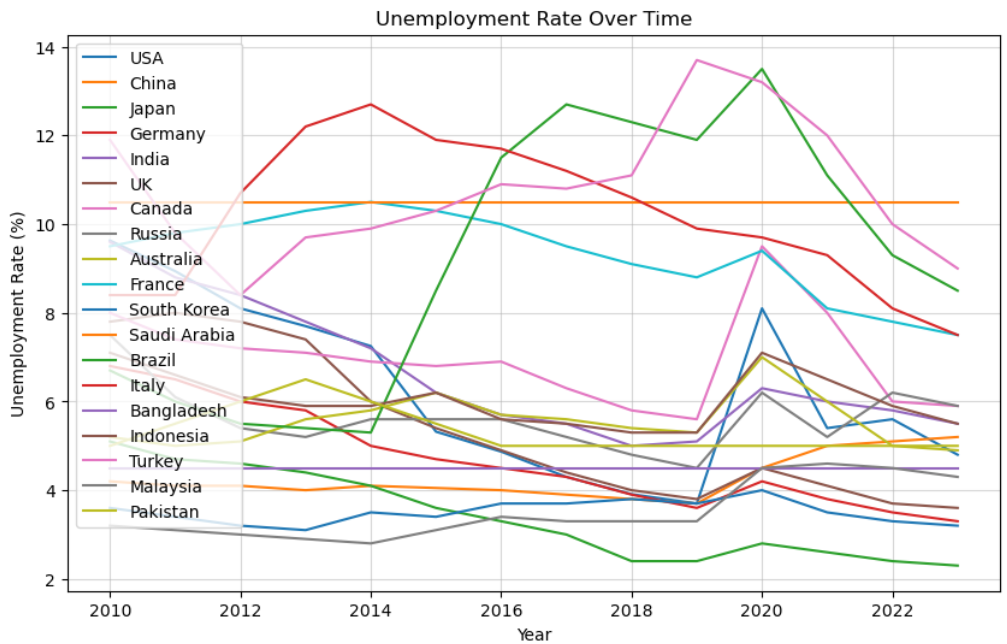 Unemployment Rate Over Time
14
12
10
8
6
4
2
Unemployment Rate (%)
USA
China
Japan
Germany
India
UK
Canada
Russia
Australia
France
South Korea
Saudi Arabia
Brazil
Italy
Bangladesh
Indonesia
Turkey
Malaysia
Pakistan
2010
2012
2014
2016
2018
2020
2022
Year